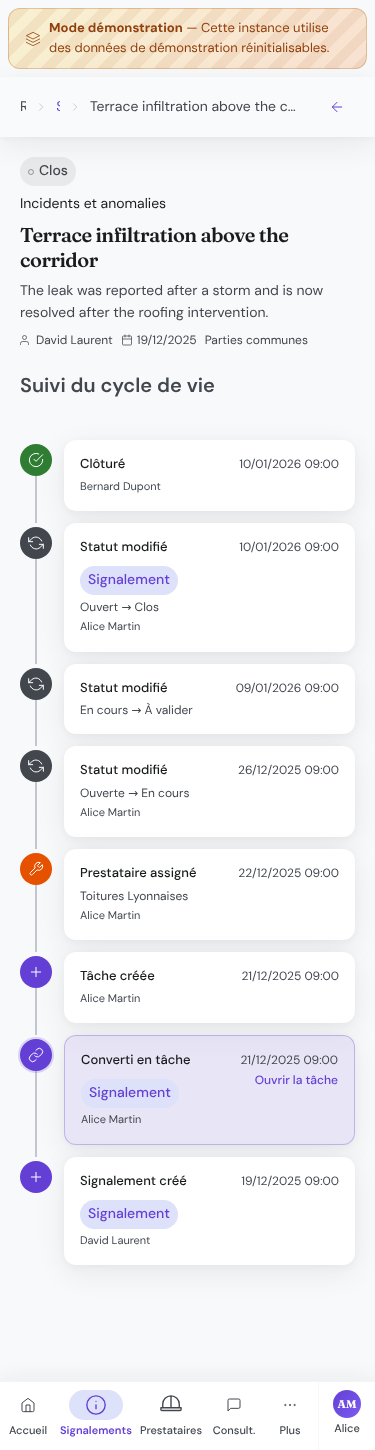 Mode démonstration — Cette instance utilise
des données de démonstration réinitialisables.
Terrace infiltration above the c…
Clos
Incidents et anomalies
Terrace infiltration above the
corridor
The leak was reported after a storm and is now
resolved after the roofing intervention.
David Laurent 19/12/2025 Parties communes
Suivi du cycle de vie
Clôturé 10/01/2026 09:00
Bernard Dupont
Statut modifié 10/01/2026 09:00
Signalement
Ouvert → Clos
Alice Martin
Statut modifié 09/01/2026 09:00
En cours → À valider
Statut modifié 26/12/2025 09:00
Ouverte → En cours
Alice Martin
Prestataire assigné 22/12/2025 09:00
Toitures Lyonnaises
Alice Martin
Tâche créée 21/12/2025 09:00
Alice Martin
Converti en tâche 21/12/2025 09:00
Ouvrir la tâche
Signalement
Alice Martin
Signalement créé 19/12/2025 09:00
Signalement
David Laurent
AM
Accueil Signalements Prestataires Consult. Plus Alice